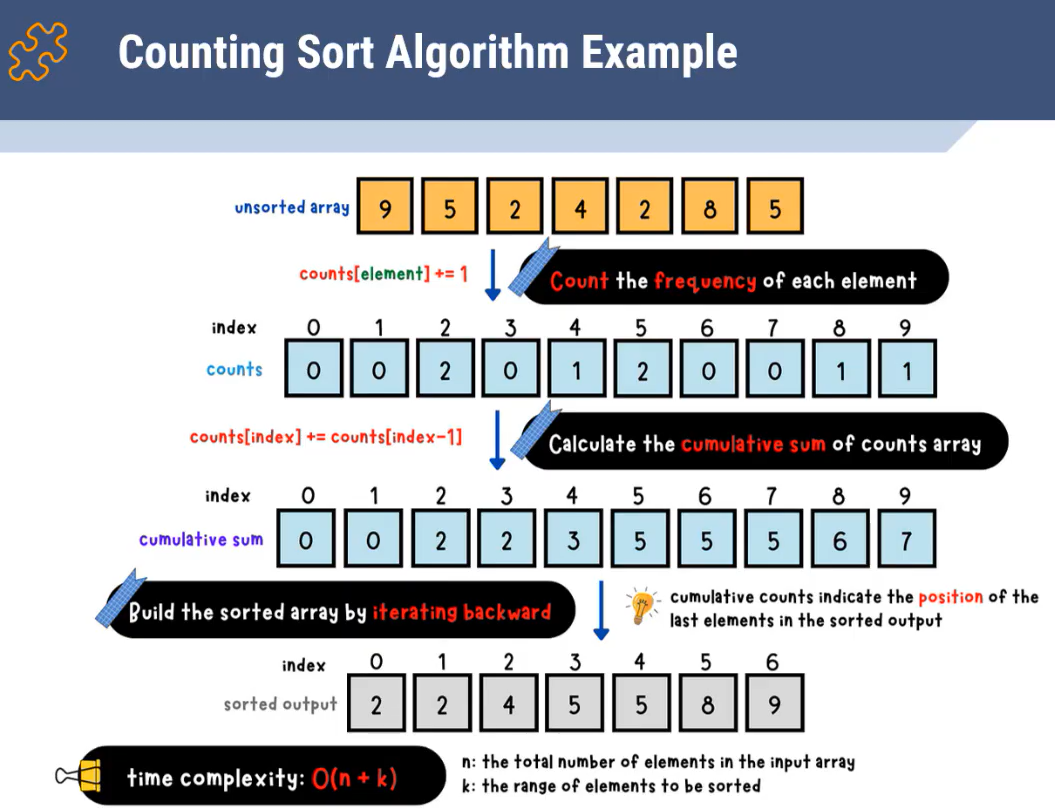 Counting Sort Algorithm Example
unsorted array 9 5 2 4 2 8 5
counts[element] += 1
Count the frequency of each element
index 0 1 2 3 4 5 6 7 8 9
counts 0 0 2 0 1 2 0 0 1 1
counts[index] += counts[index-1]
Calculate the cumulative sum of counts array
index 0 1 2 3 4 5 6 7 8 9
cumulative sum 0 0 2 2 3 5 5 5 6 7
Build the sorted array by iterating backward
cumulative counts indicate the position of the
last elements in the sorted output
index 0 1 2 3 4 5 6
sorted output 2 2 4 5 5 8 9
time complexity: O(n + k)
n: the total number of elements in the input array
k: the range of elements to be sorted